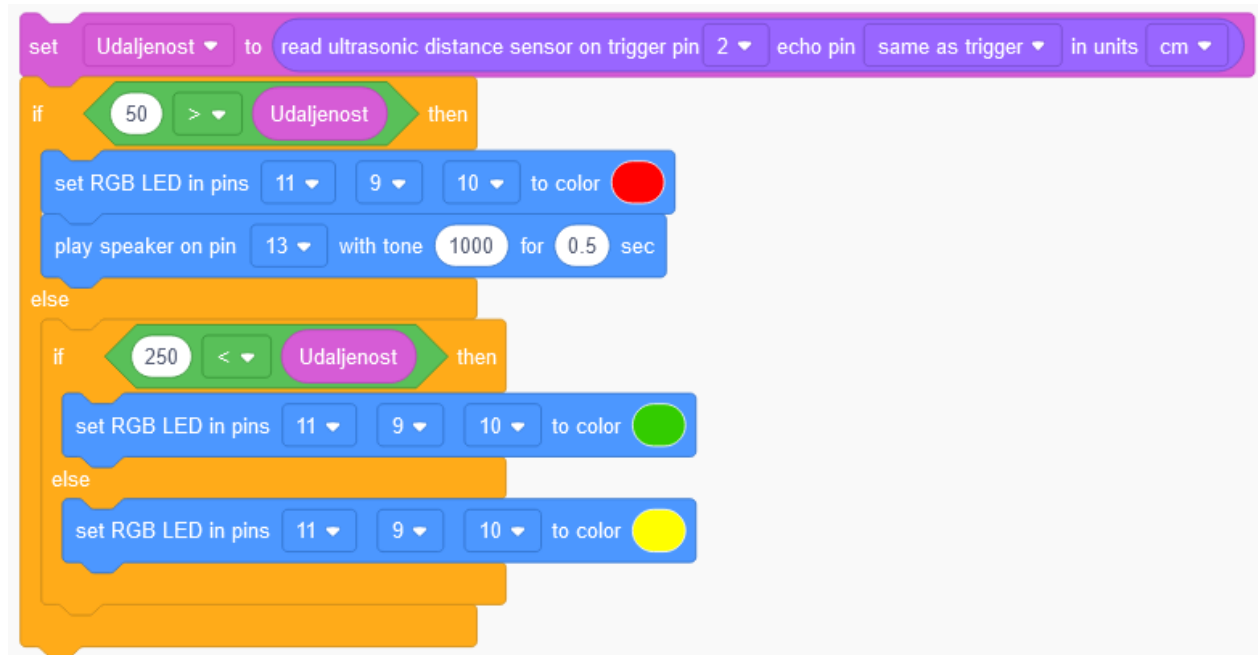 set Udaljenost to read ultrasonic distance sensor on trigger pin 2 echo pin same as trigger in units cm
if 50 > Udaljenost then
set RGB LED in pins 11 9 10 to color
play speaker on pin 13 with tone 1000 for 0.5 sec
else
if 250 < Udaljenost then
set RGB LED in pins 11 9 10 to color
else
set RGB LED in pins 11 9 10 to color